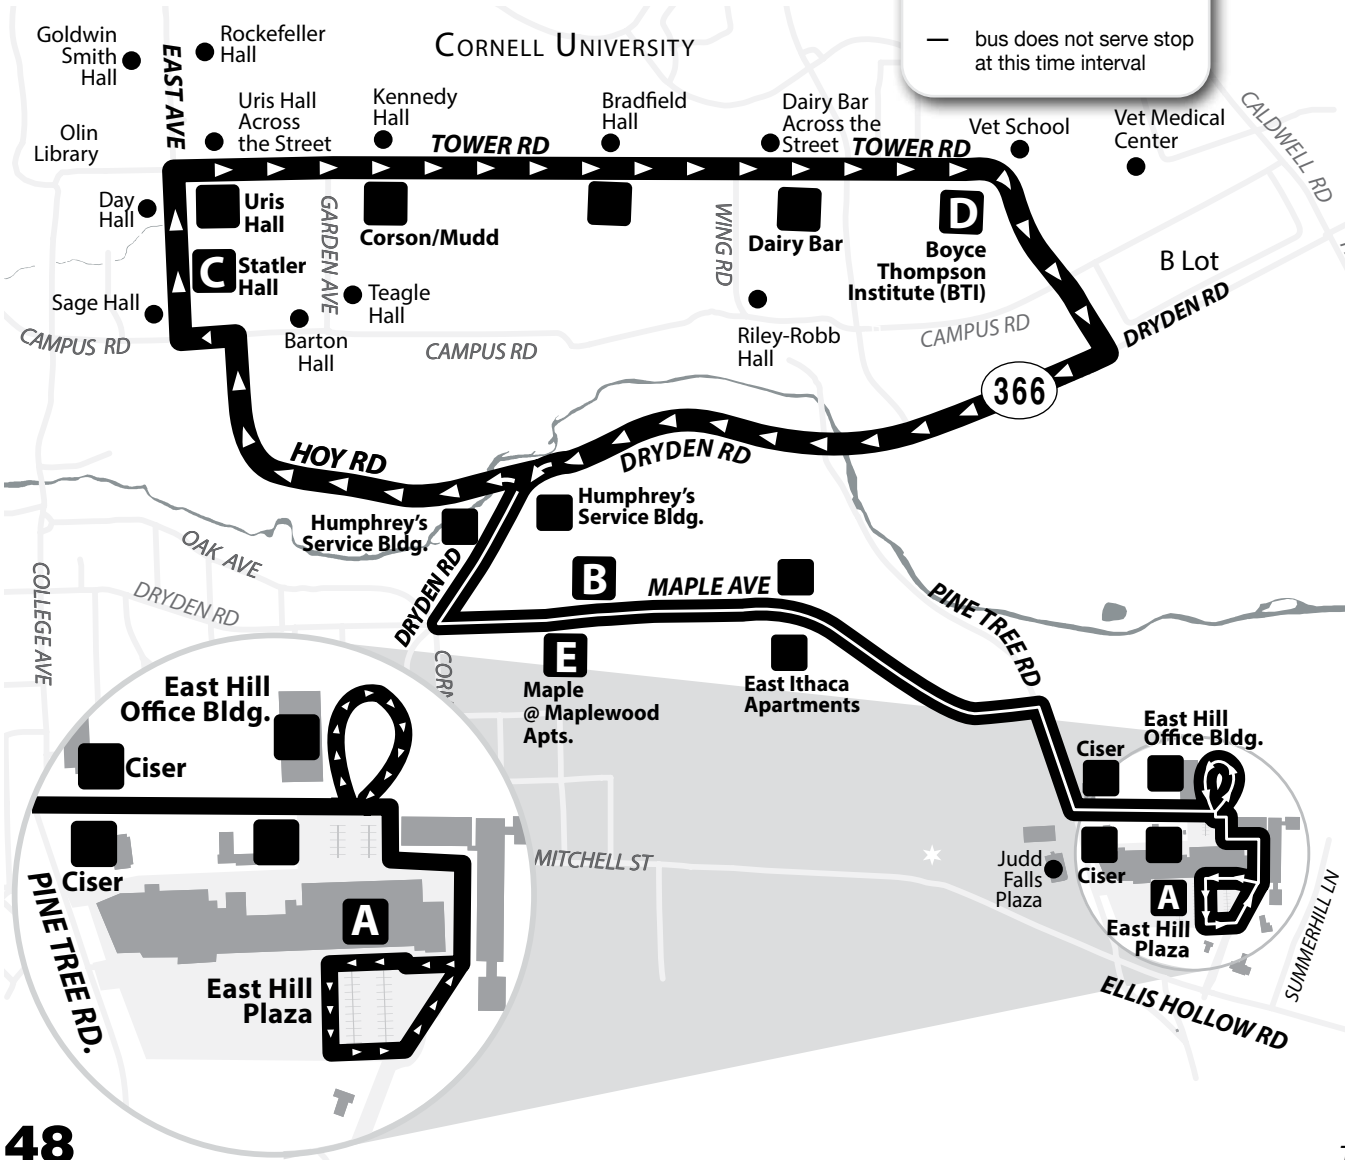 — bus does not serve stop
at this time interval
CORNELL UNIVERSITY
Goldwin
Smith
Hall
EAST AVE
Rockefeller
Hall
Olin
Library
Uris Hall
Across
the Street
Kennedy
Hall
TOWER RD
Bradfield
Hall
Dairy Bar
Across the
Street
TOWER RD
Vet School
Vet Medical
Center
CALDWELL RD
Day
Hall
Uris
Hall
GARDEN AVE
Corson/Mudd
WING RD
Dairy Bar
D
Boyce
Thompson
Institute (BTI)
B Lot
C
Statler
Hall
Sage Hall
Teagle
Hall
Barton
Hall
CAMPUS RD
CAMPUS RD
Riley-Robb
Hall
CAMPUS RD
DRYDEN RD
366
HOY RD
DRYDEN RD
Humphrey's
Service Bldg.
Humphrey's
Service Bldg.
OAK AVE
DRYDEN RD
COLLEGE AVE
DRYDEN RD
B
MAPLE AVE
PINE TREE RD
CORN
E
Maple
@ Maplewood
Apts.
East Ithaca
Apartments
East Hill
Office Bldg.
Ciser
Ciser
PINE TREE RD.
A
East Hill
Plaza
MITCHELL ST
Ciser
East Hill
Office Bldg.
Judd
Falls
Plaza
Ciser
A
East Hill
Plaza
SUMMERHILL LN
ELLIS HOLLOW RD
48